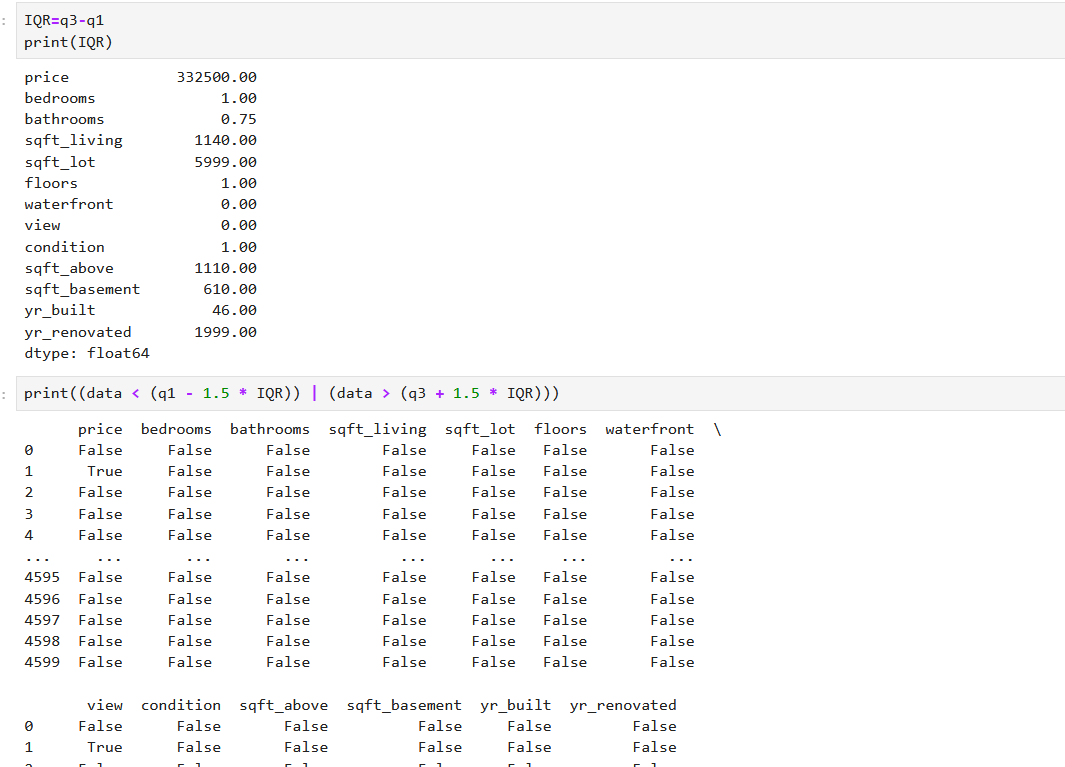 IQR=q3-q1
print(IQR)
price 332500.00
bedrooms 1.00
bathrooms 0.75
sqft_living 1140.00
sqft_lot 5999.00
floors 1.00
waterfront 0.00
view 0.00
condition 1.00
sqft_above 1110.00
sqft_basement 610.00
yr_built 46.00
yr_renovated 1999.00
dtype: float64
print((data < (q1 - 1.5 * IQR)) | (data > (q3 + 1.5 * IQR)))
price bedrooms bathrooms sqft_living sqft_lot floors waterfront \
0 False False False False False False False
1 True False False False False False False
2 False False False False False False False
3 False False False False False False False
4 False False False False False False False
... ... ... ... ... ... ... ...
4595 False False False False False False False
4596 False False False False False False False
4597 False False False False False False False
4598 False False False False False False False
4599 False False False False False False False
view condition sqft_above sqft_basement yr_built yr_renovated
0 False False False False False False
1 True False False False False False